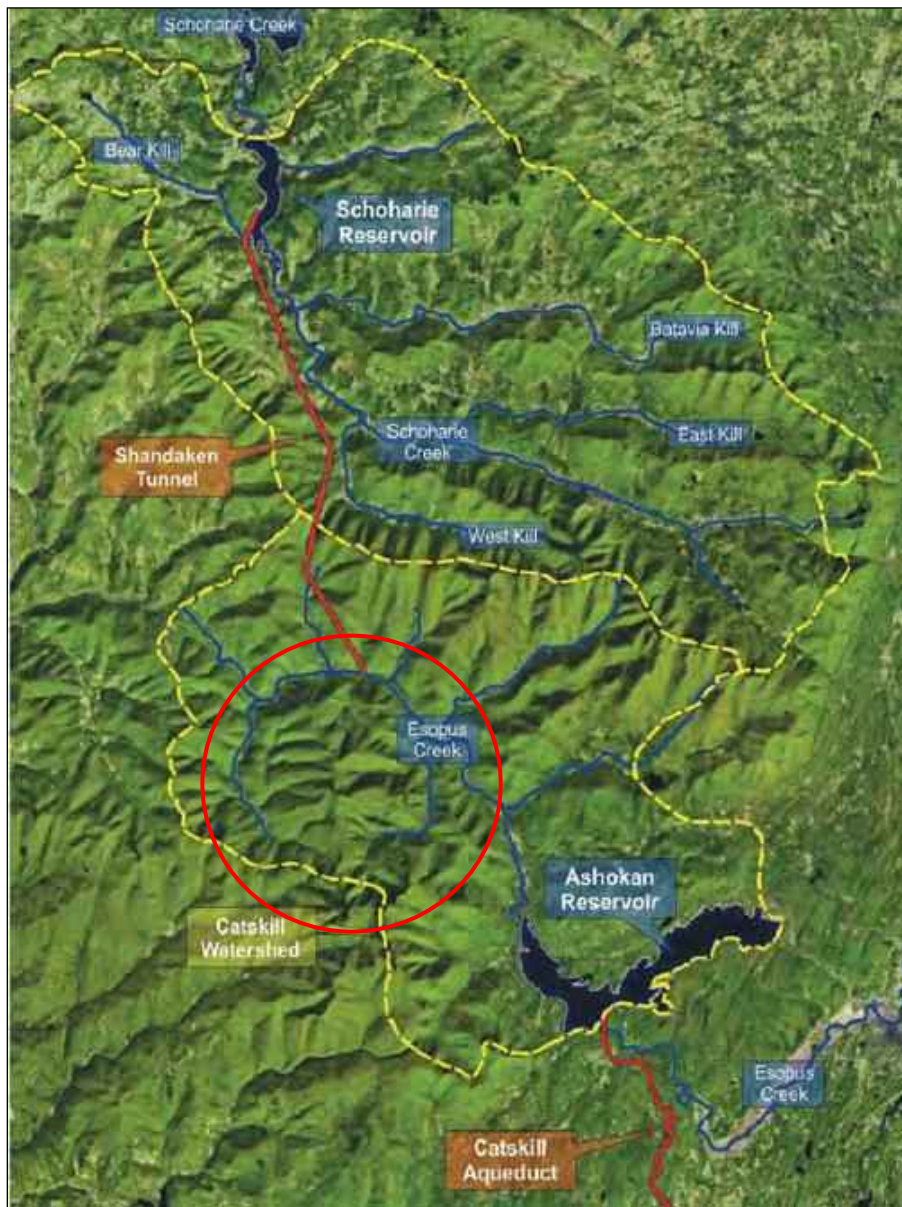 Schoharie Creek
Bear Kill
Schoharie
Reservoir
Batavia Kill
Schoharie
Creek
East Kill
Shandaken
Tunnel
West Kill
Esopus
Creek
Ashokan
Reservoir
Catskill
Watershed
Esopus
Creek
Catskill
Aqueduct